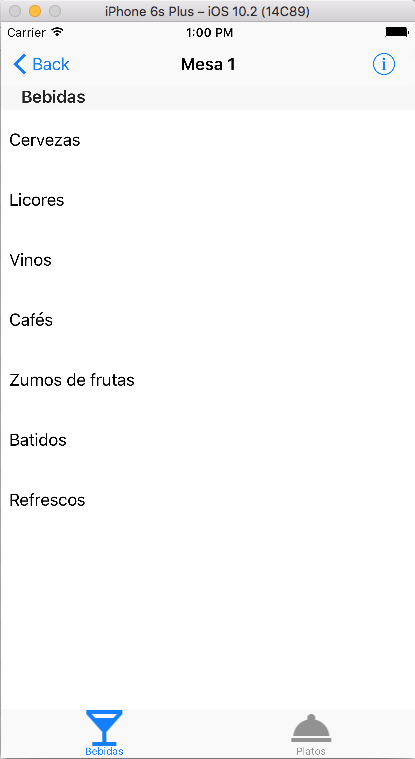 iPhone 6s Plus – iOS 10.2 (14C89)
Carrier 1:00 PM
Back Mesa 1
Bebidas
Cervezas
Licores
Vinos
Cafés
Zumos de frutas
Batidos
Refrescos
Bebidas Platos